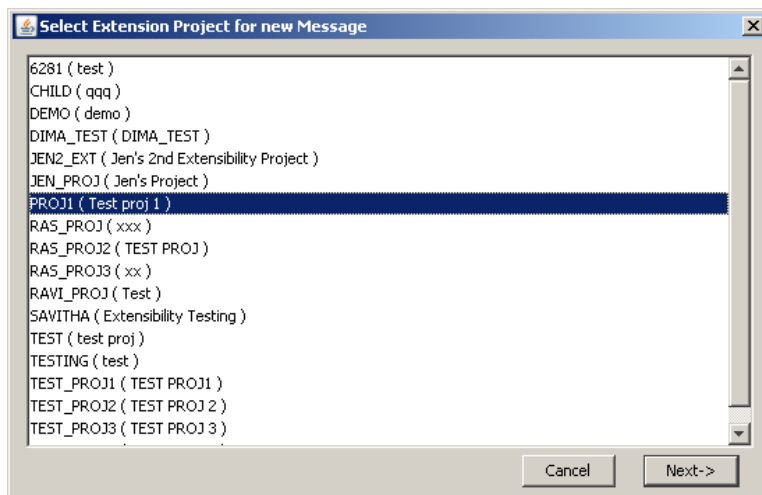 Select Extension Project for new Message
6281 ( test )
CHILD ( qqq )
DEMO ( demo )
DIMA_TEST ( DIMA_TEST )
JEN2_EXT ( Jen's 2nd Extensibility Project )
JEN_PROJ ( Jen's Project )
PROJ1 ( Test proj 1 )
RAS_PROJ ( xxx )
RAS_PROJ2 ( TEST PROJ )
RAS_PROJ3 ( xx )
RAVI_PROJ ( Test )
SAVITHA ( Extensibility Testing )
TEST ( test proj )
TESTING ( test )
TEST_PROJ1 ( TEST PROJ1 )
TEST_PROJ2 ( TEST PROJ 2 )
TEST_PROJ3 ( TEST PROJ 3 )
Cancel Next->